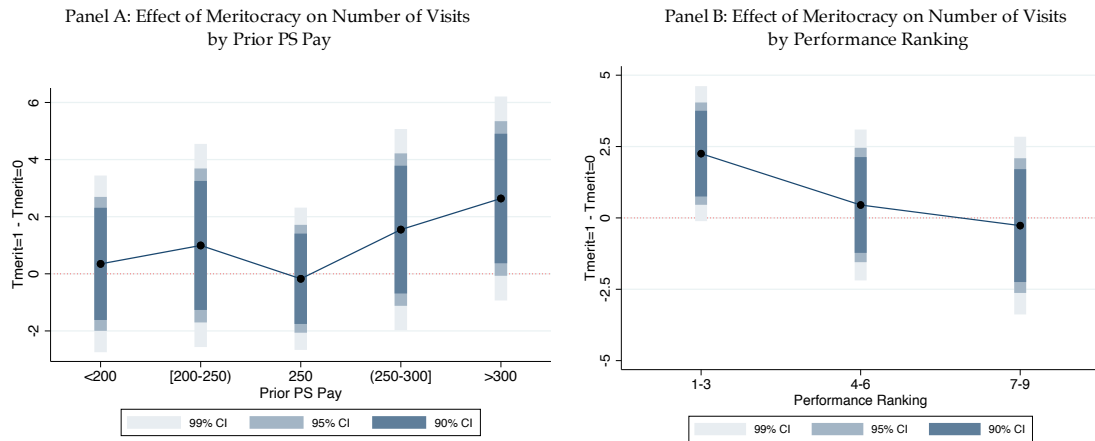 Panel A: Effect of Meritocracy on Number of Visits
by Prior PS Pay
Tmerit=1 - Tmerit=0
6
4
2
0
-2
<200
[200-250)
250
(250-300]
>300
Prior PS Pay
99% CI
95% CI
90% CI
Panel B: Effect of Meritocracy on Number of Visits
by Performance Ranking
Tmerit=1 - Tmerit=0
5
2.5
0
-2.5
-5
1-3
4-6
7-9
Performance Ranking
99% CI
95% CI
90% CI